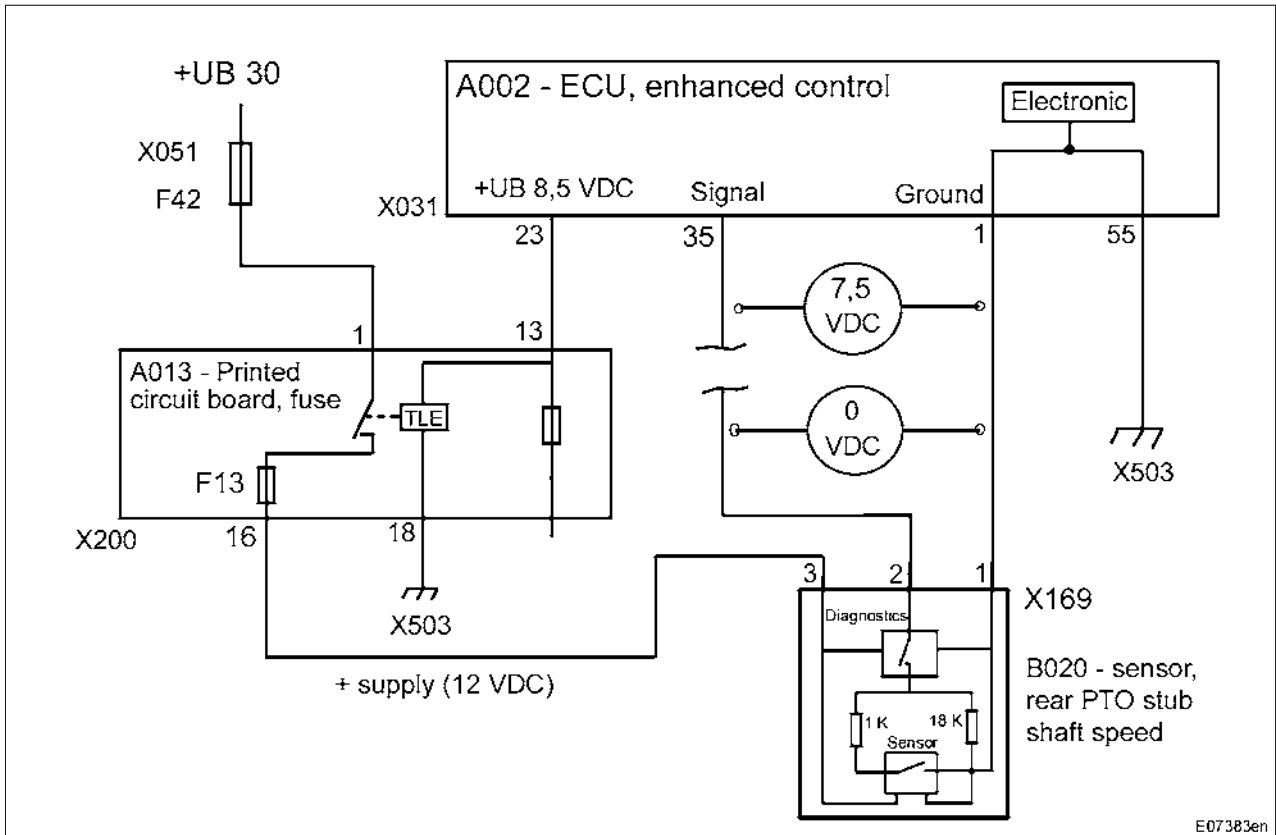 +UB 30
X051
F42
A002 - ECU, enhanced control
Electronic
+UB 8,5 VDC
Signal
Ground
X031
23
35
1
55
7,5
VDC
0
VDC
X503
1
13
A013 - Printed
circuit board, fuse
TLE
F13
X200
16
18
X503
+ supply (12 VDC)
3
2
1
X169
Diagnostics
1 K
18 K
Sensor
B020 - sensor,
rear PTO stub
shaft speed
E07383en